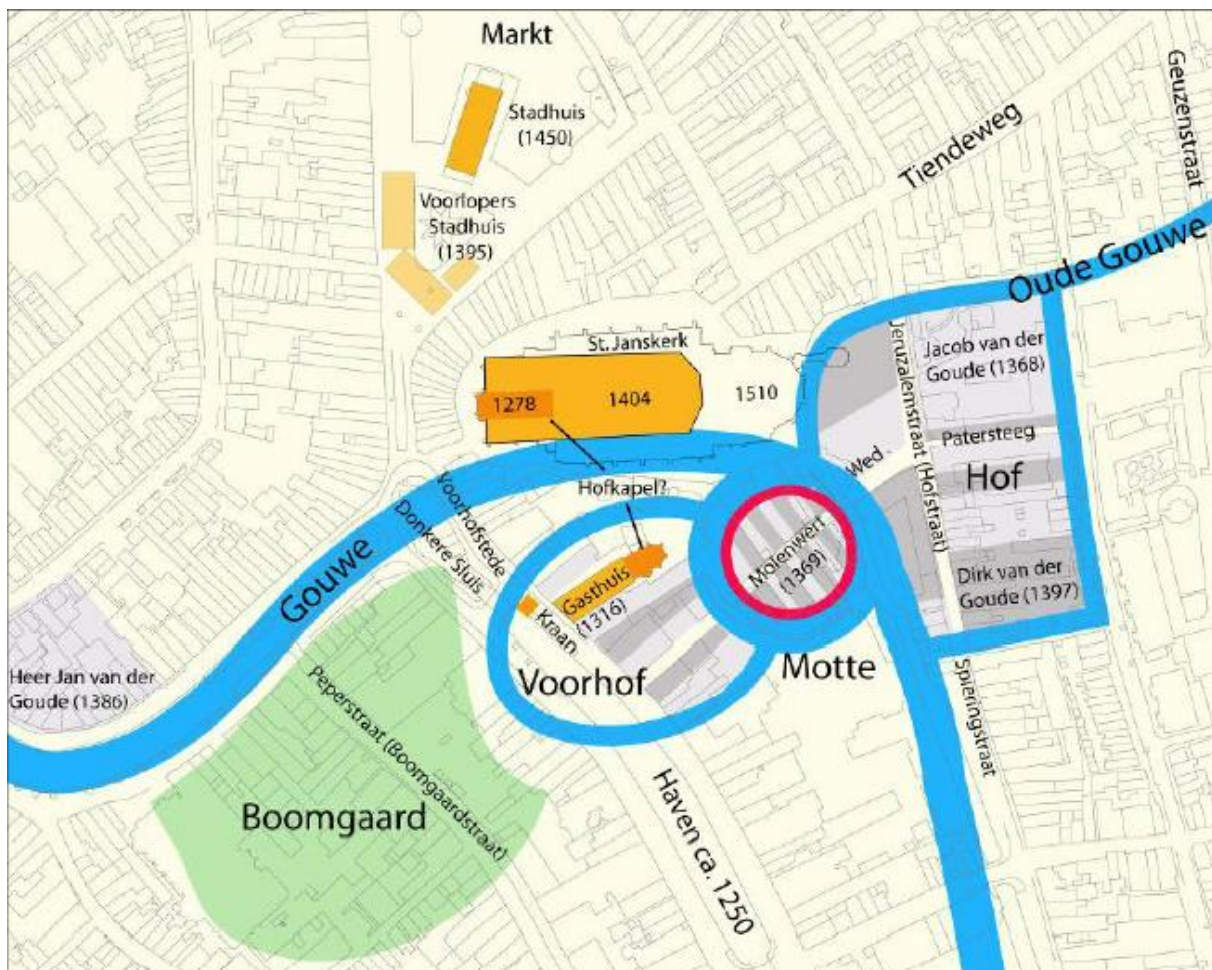 Markt
Geuzenstraat
Stadhuis
(1450)
Tiendeweg
Voorlopers
Stadhuis
(1395)
Oude Gouwe
St. Janskerk
Jeruzalemstraat (Hofstraat)
Jacob van der
Goude (1368)
1278
1404
1510
Patersteeg
Wed
Hof
Hofkapel?
Voorhofstede
Donkere Sluis
Gouwe
Molenwerf
(1369)
Gasthuis
(1316)
Kraan
Dirk van der
Goude (1397)
Voorhof
Motte
Heer Jan van der
Goude (1386)
Peperstraat (Boomgaardstraat)
Spieringstraat
Boomgaard
Haven ca. 1250